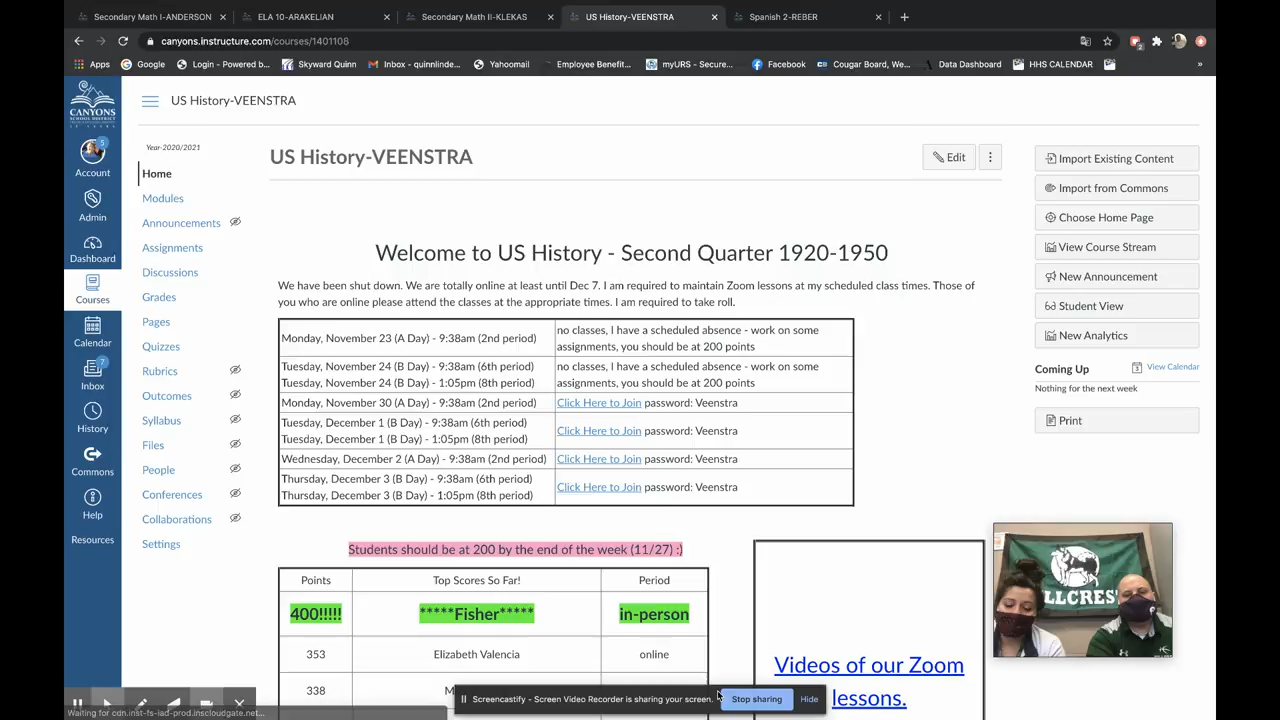 Secondary Math I-ANDERSON
ELA 10-ARAKELIAN
Secondary Math II-KLEKAS
US History-VEENSTRA
Spanish 2-REBER
canyons.instructure.com/courses/1401108
Apps
Google
Login - Powered b...
Skyward Quinn
Inbox - quinnlinde...
Yahoomail
Employee Benefit...
myURS - Secure...
Facebook
Cougar Board, We...
Data Dashboard
HHS CALENDAR
CANYONS
US History-VEENSTRA
5
Account
Admin
Dashboard
Courses
Calendar
7
Inbox
History
Commons
Help
Resources
Year-2020/2021
Home
Modules
Announcements
Assignments
Discussions
Grades
Pages
Quizzes
Rubrics
Outcomes
Syllabus
Files
People
Conferences
Collaborations
Settings
US History-VEENSTRA
Edit
Welcome to US History - Second Quarter 1920-1950
We have been shut down. We are totally online at least until Dec 7. I am required to maintain Zoom lessons at my scheduled class times. Those of
you who are online please attend the classes at the appropriate times. I am required to take roll.
Monday, November 23 (A Day) - 9:38am (2nd period)
no classes, I have a scheduled absence - work on some
assignments, you should be at 200 points
Tuesday, November 24 (B Day) - 9:38am (6th period)
Tuesday, November 24 (B Day) - 1:05pm (8th period)
no classes, I have a scheduled absence - work on some
assignments, you should be at 200 points
Monday, November 30 (A Day) - 9:38am (2nd period)
Click Here to Join password: Veenstra
Tuesday, December 1 (B Day) - 9:38am (6th period)
Tuesday, December 1 (B Day) - 1:05pm (8th period)
Click Here to Join password: Veenstra
Wednesday, December 2 (A Day) - 9:38am (2nd period)
Click Here to Join password: Veenstra
Thursday, December 3 (B Day) - 9:38am (6th period)
Thursday, December 3 (B Day) - 1:05pm (8th period)
Click Here to Join password: Veenstra
Students should be at 200 by the end of the week (11/27) :)
Points Top Scores So Far! Period
400!!!!! *****Fisher***** in-person
353 Elizabeth Valencia online
338 M
Videos of our Zoom
lessons.
Import Existing Content
Import from Commons
Choose Home Page
View Course Stream
New Announcement
Student View
New Analytics
Coming Up
View Calendar
Nothing for the next week
Print
LLCRES
Screencastify - Screen Video Recorder is sharing your screen.
Stop sharing
Hide
Waiting for cdn.inst-fs-iad-prod.inscloudgate.net...